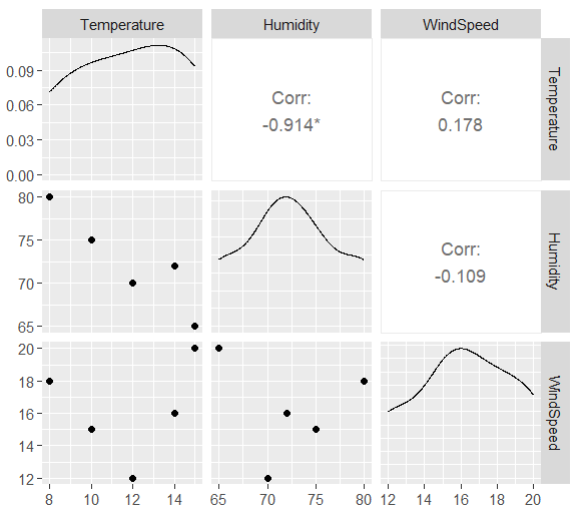 Temperature Humidity WindSpeed
0.09
0.06
0.03
0.00
Corr:
-0.914*
Corr:
0.178
Temperature
80
75
70
65
Corr:
-0.109
Humidity
20
18
16
14
12
WindSpeed
8 10 12 14 65 70 75 80 12 14 16 18 20